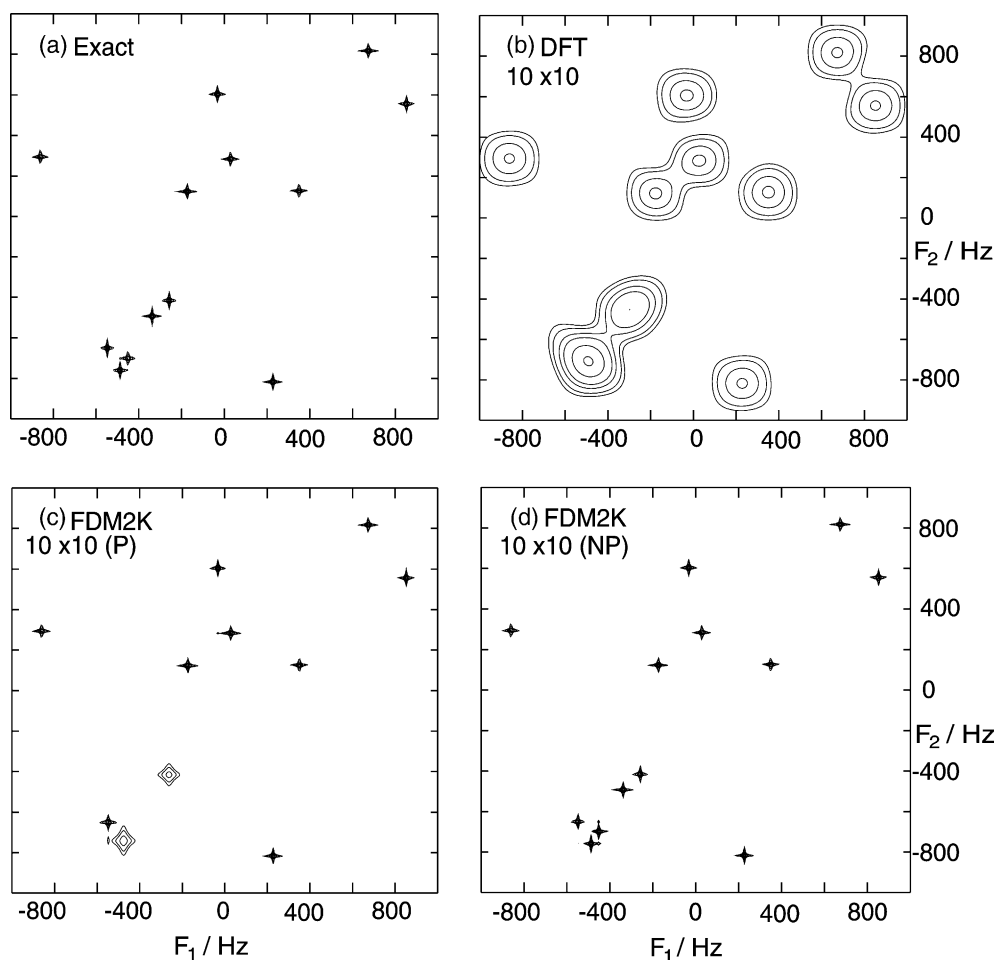 (a) Exact
(b) DFT
10 x10
800
400
0
F2 / Hz
-400
-800
-800 -400 0 400 800
-800 -400 0 400 800
(c) FDM2K
10 x10 (P)
(d) FDM2K
10 x10 (NP)
800
400
0
F2 / Hz
-400
-800
-800 -400 0 400 800
-800 -400 0 400 800
F1 / Hz
F1 / Hz